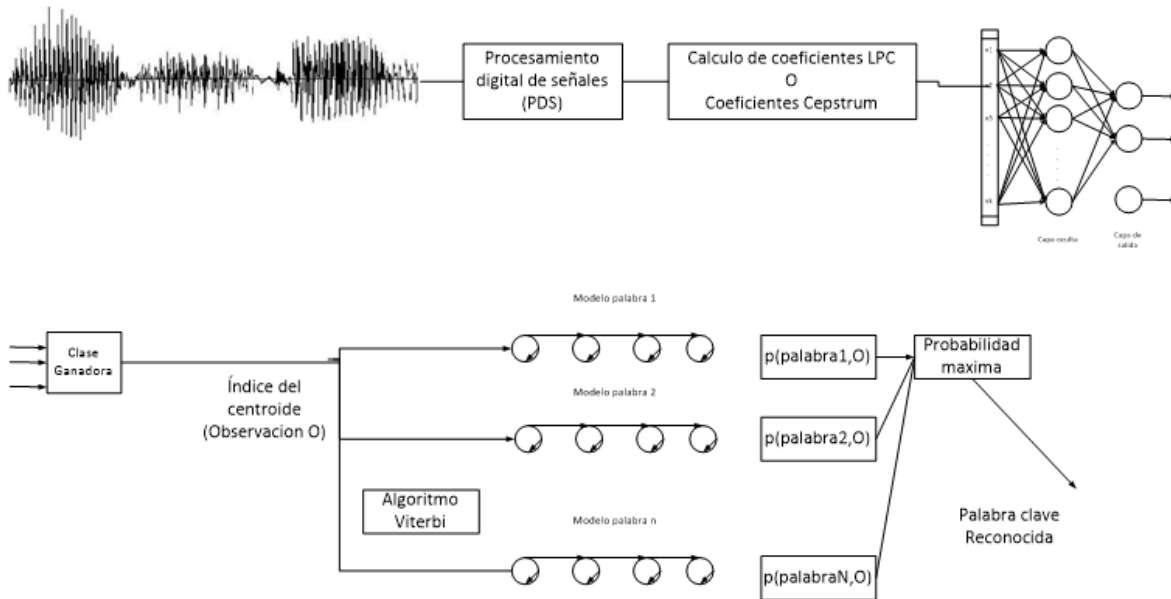 Procesamiento
digital de señales
(PDS)
Calculo de coeficientes LPC
O
Coeficientes Cepstrum
x1
x2
x3
xk
Capa oculta
Capa de
salida
Clase
Ganadora
Índice del
centroide
(Observacion O)
Algoritmo
Viterbi
Modelo palabra 1
Modelo palabra 2
Modelo palabra n
p(palabra1,O)
p(palabra2,O)
p(palabraN,O)
Probabilidad
maxima
Palabra clave
Reconocida